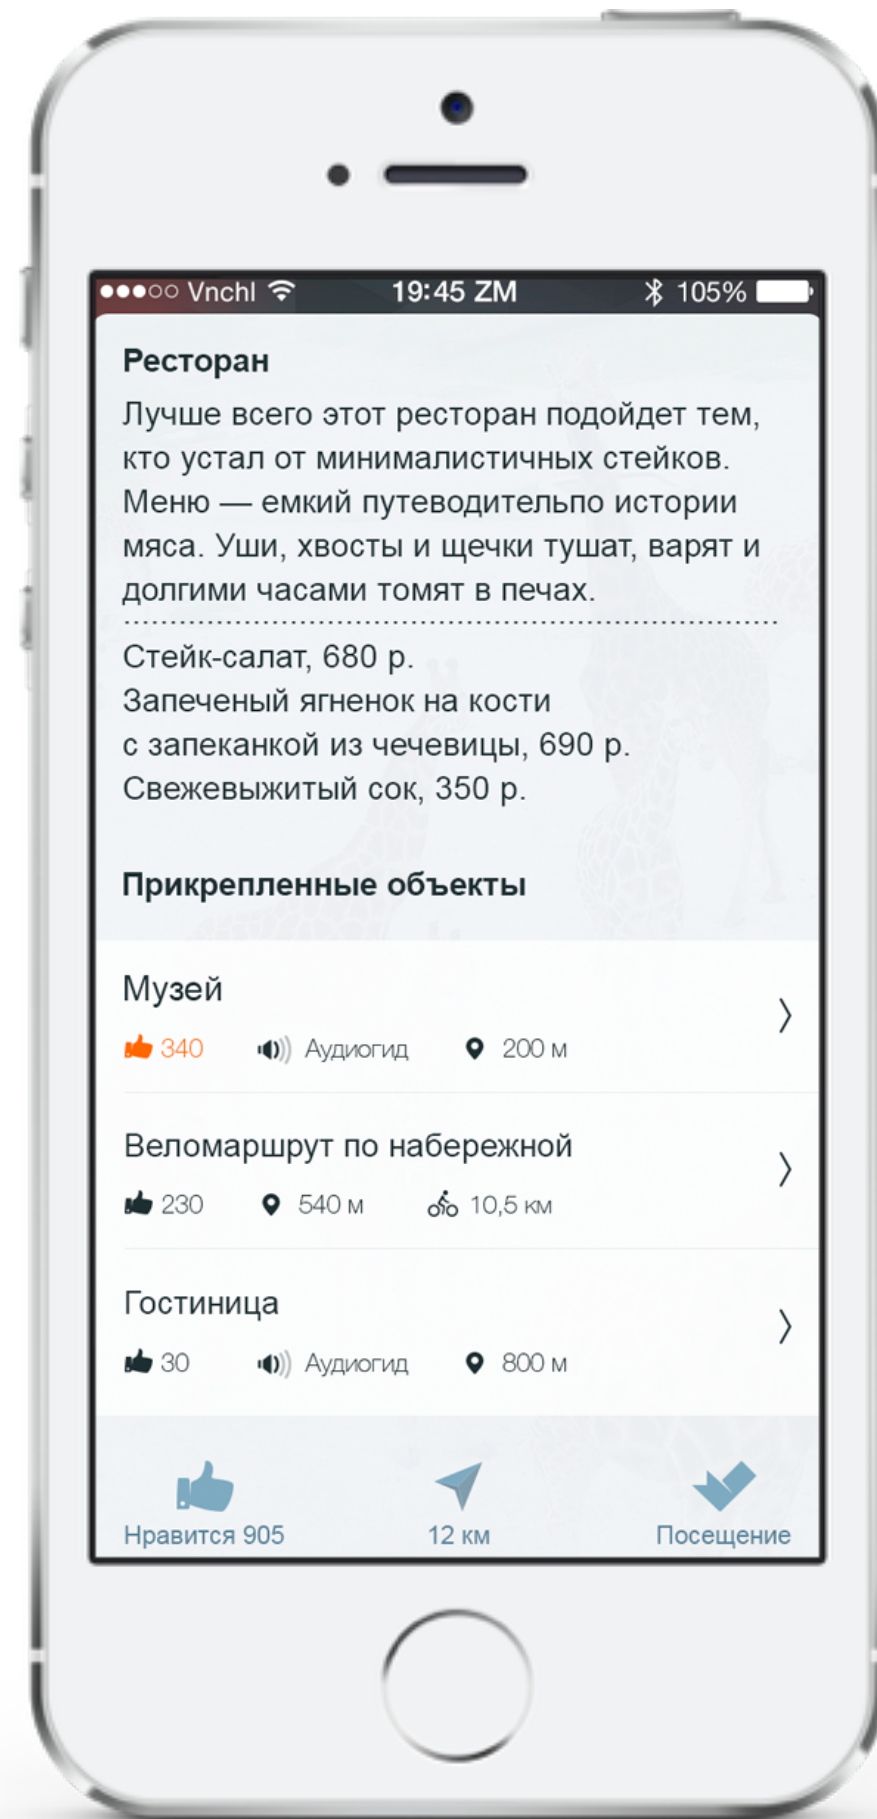 Vnchl 19:45 ZM 105%
Ресторан
Лучше всего этот ресторан подойдет тем,
кто устал от минималистичных стейков.
Меню — емкий путеводительпо истории
мяса. Уши, хвосты и щечки тушат, варят и
долгими часами томят в печах.
Стейк-салат, 680 р.
Запеченый ягненок на кости
с запеканкой из чечевицы, 690 р.
Свежевыжитый сок, 350 р.
Прикрепленные объекты
Музей
340 Аудиогид 200 м
Веломаршрут по набережной
230 540 м 10,5 км
Гостиница
30 Аудиогид 800 м
Нравится 905 12 км Посещение